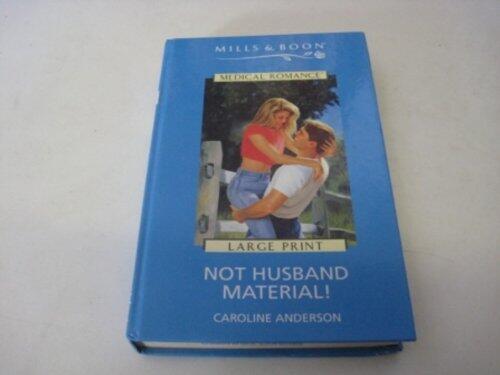 MILLS & BOON®
MEDICAL ROMANCE
LARGE PRINT
NOT HUSBAND
MATERIAL!
CAROLINE ANDERSON